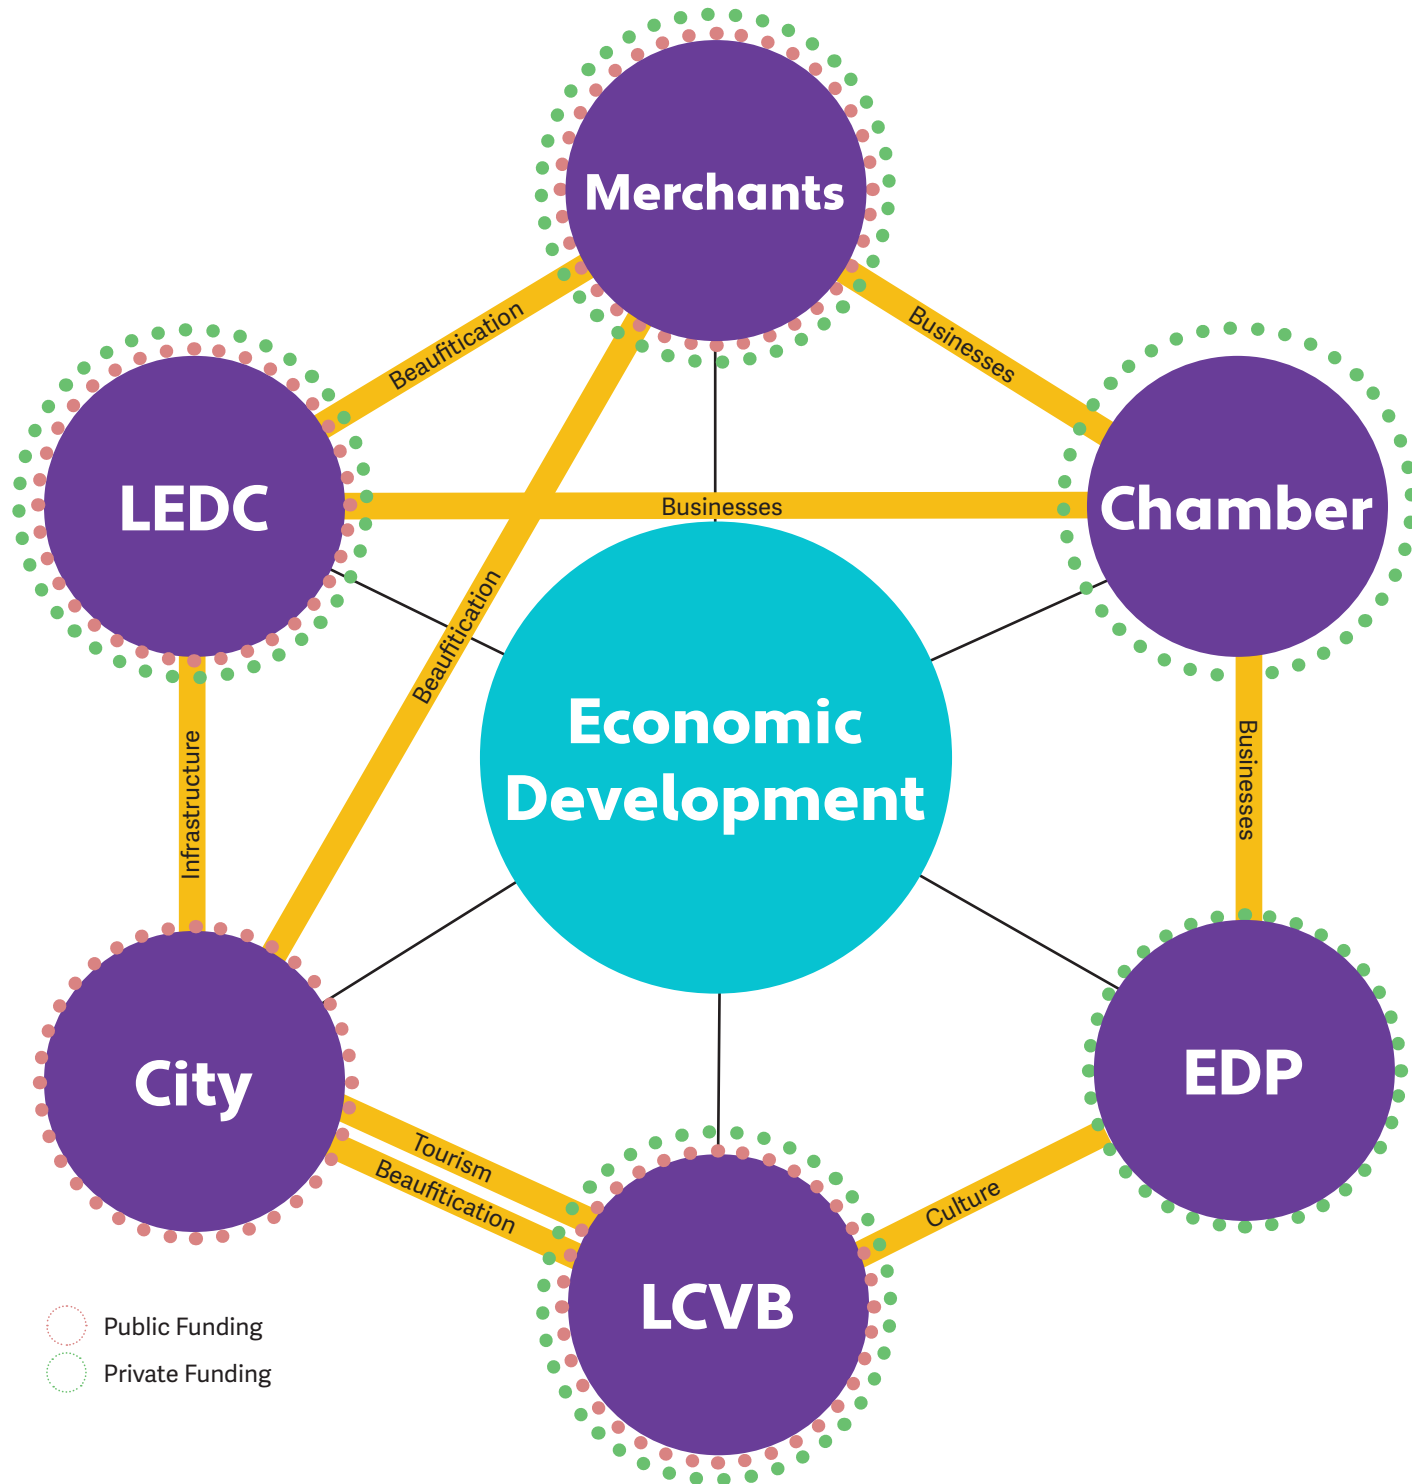 Merchants
Beaufitication
Businesses
LEDC
Businesses
Chamber
Beaufitication
Economic
Development
Infrastructure
Businesses
City
EDP
Tourism
Beaufitication
Culture
LCVB
Public Funding
Private Funding